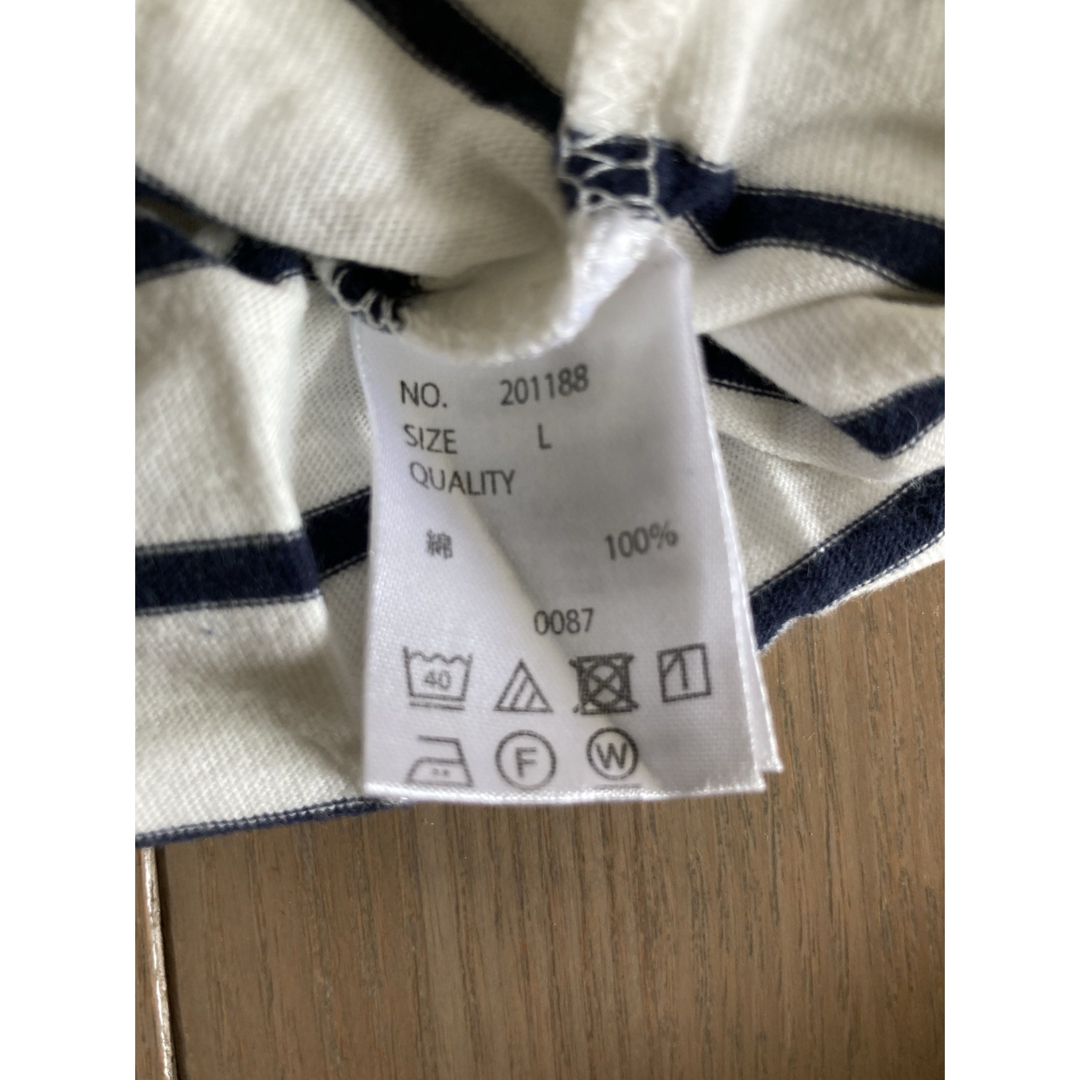 NO. 201188
SIZE L
QUALITY
綿 100%
0087
40
F W